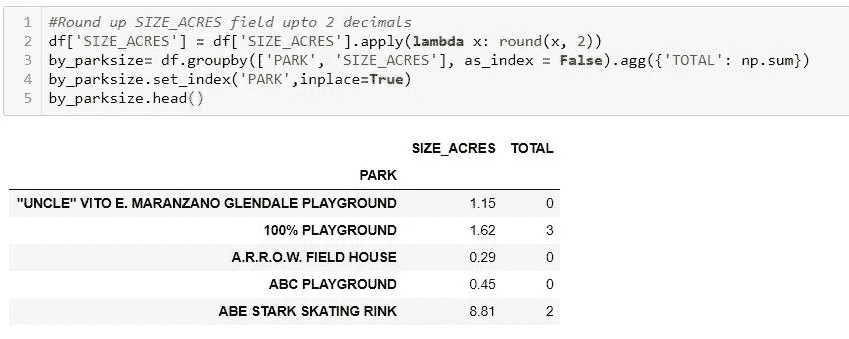 1 #Round up SIZE_ACRES field upto 2 decimals
2 df['SIZE_ACRES'] = df['SIZE_ACRES'].apply(lambda x: round(x, 2))
3 by_parksize= df.groupby(['PARK', 'SIZE_ACRES'], as_index = False).agg({'TOTAL': np.sum})
4 by_parksize.set_index('PARK',inplace=True)
5 by_parksize.head()
SIZE_ACRES TOTAL
PARK
"UNCLE" VITO E. MARANZANO GLENDALE PLAYGROUND 1.15 0
100% PLAYGROUND 1.62 3
A.R.R.O.W. FIELD HOUSE 0.29 0
ABC PLAYGROUND 0.45 0
ABE STARK SKATING RINK 8.81 2